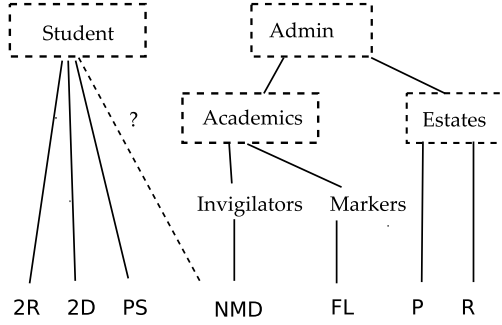 Student
Admin
?
Academics
Estates
Invigilators Markers
2R 2D PS NMD FL P R